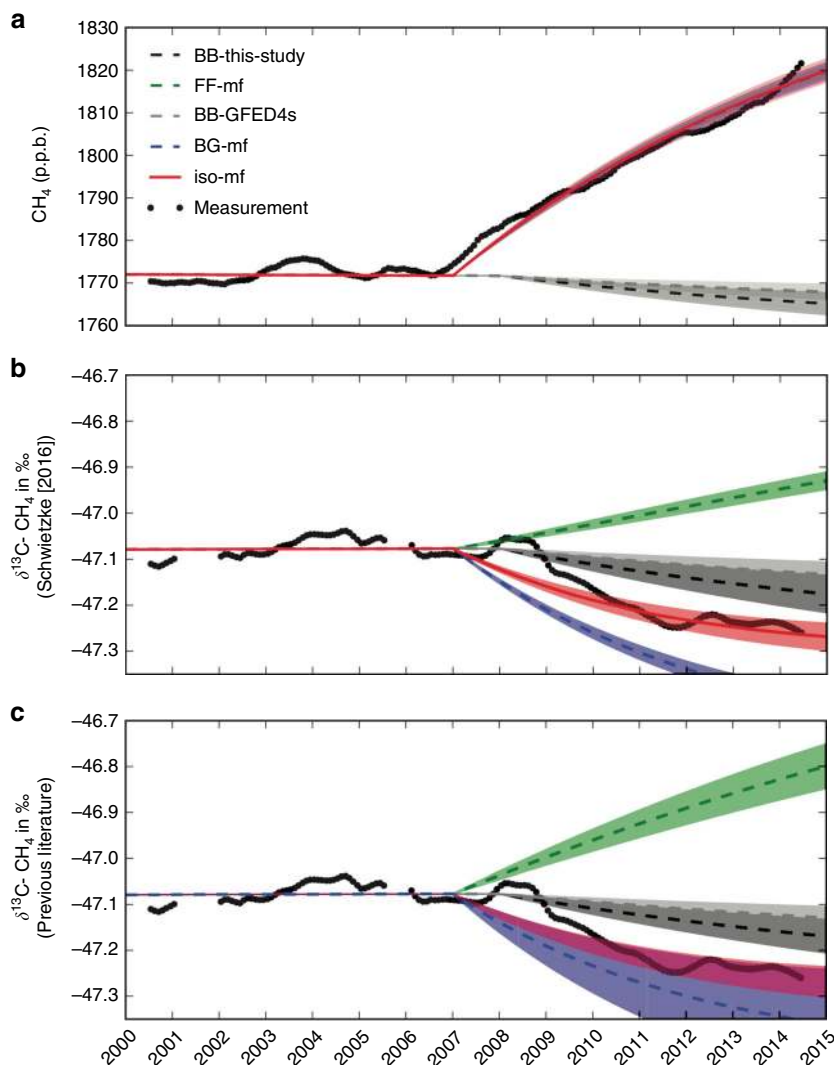 a
1830
1820
1810
1800
1790
1780
1770
1760
CH4 (p.p.b.)
BB-this-study
FF-mf
BB-GFED4s
BG-mf
iso-mf
Measurement
b
–46.7
–46.8
–46.9
–47.0
–47.1
–47.2
–47.3
δ13C- CH4 in ‰
(Schwietzke [2016])
c
–46.7
–46.8
–46.9
–47.0
–47.1
–47.2
–47.3
δ13C- CH4 in ‰
(Previous literature)
2000 2001 2002 2003 2004 2005 2006 2007 2008 2009 2010 2011 2012 2013 2014 2015